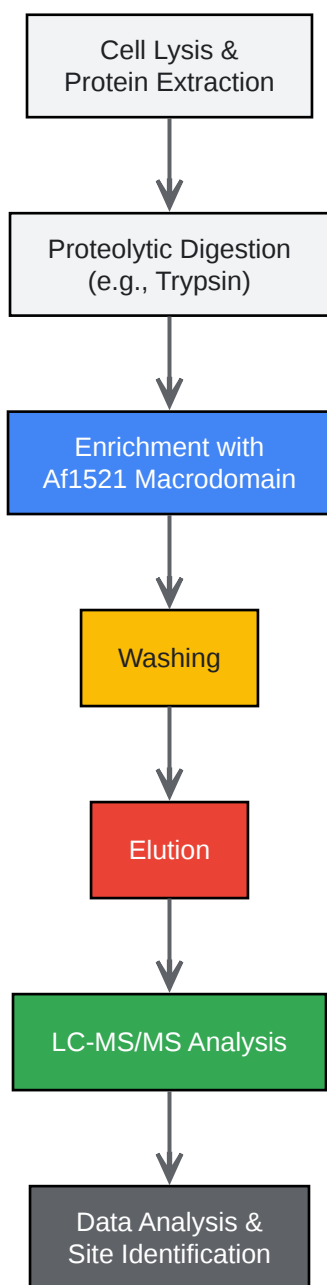 Cell Lysis &
Protein Extraction
Proteolytic Digestion
(e.g., Trypsin)
Enrichment with
Af1521 Macrodomain
Washing
Elution
LC-MS/MS Analysis
Data Analysis &
Site Identification